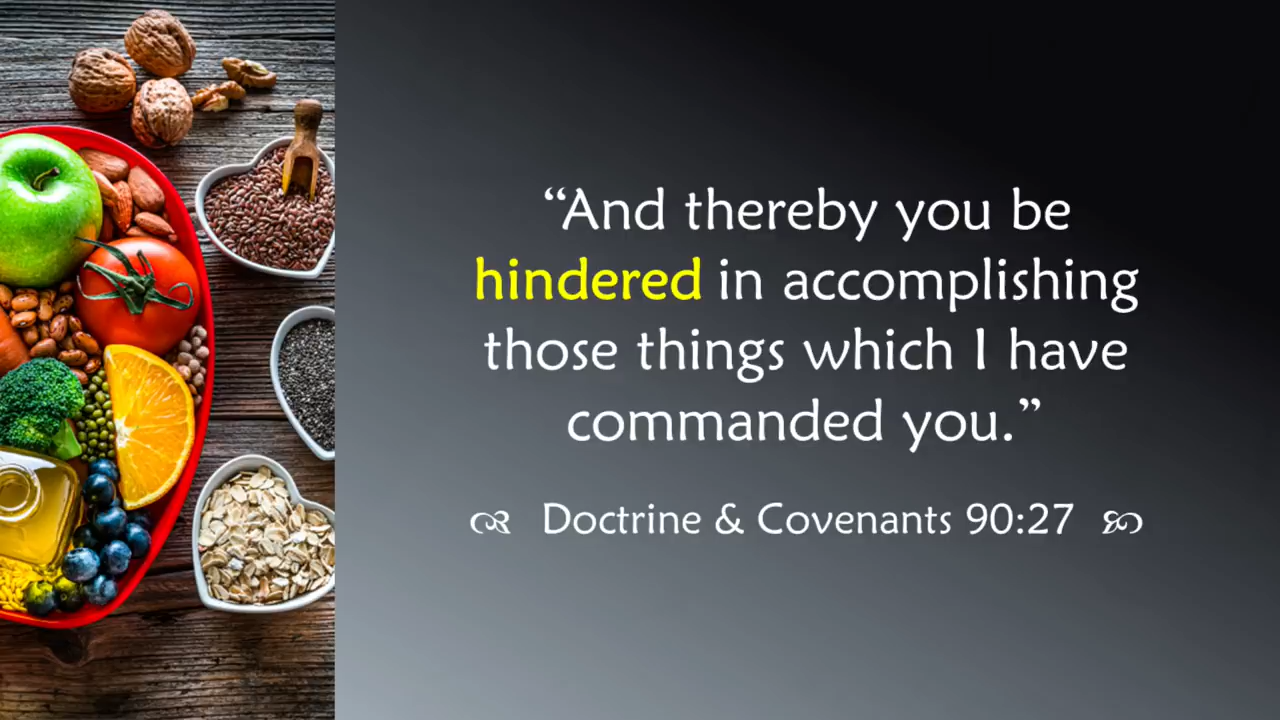 “And thereby you be
hindered in accomplishing
those things which I have
commanded you.”
Doctrine & Covenants 90:27